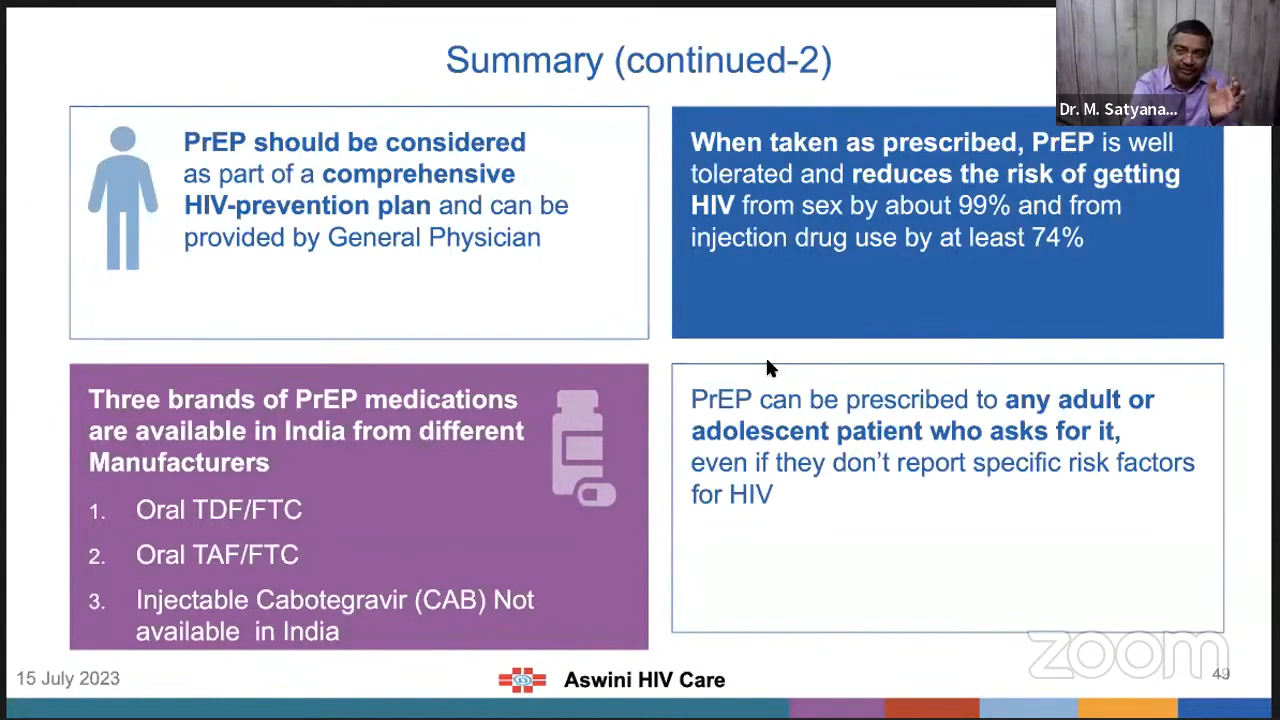 Summary (continued-2)
Dr. M. Satyana...
PrEP should be considered
as part of a comprehensive
HIV-prevention plan and can be
provided by General Physician
When taken as prescribed, PrEP is well
tolerated and reduces the risk of getting
HIV from sex by about 99% and from
injection drug use by at least 74%
Three brands of PrEP medications
are available in India from different
Manufacturers
1. Oral TDF/FTC
2. Oral TAF/FTC
3. Injectable Cabotegravir (CAB) Not
available in India
PrEP can be prescribed to any adult or
adolescent patient who asks for it,
even if they don’t report specific risk factors
for HIV
zoom
15 July 2023
Aswini HIV Care
49